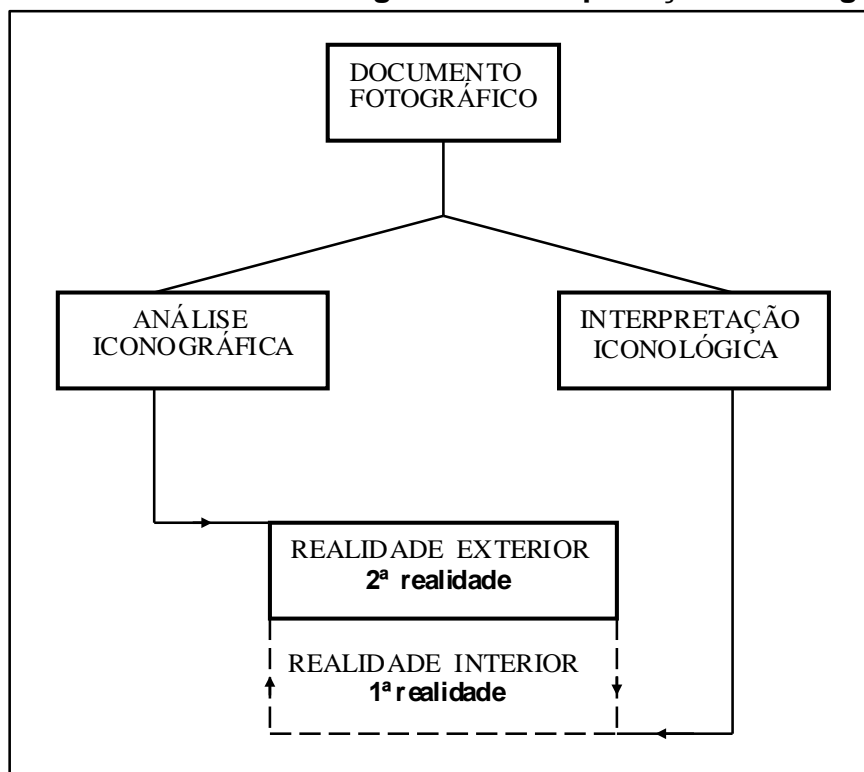 DOCUMENTO
FOTOGRÁFICO
ANÁLISE
ICONOGRÁFICA
INTERPRETAÇÃO
ICONOLÓGICA
REALIDADE EXTERIOR
2ª realidade
REALIDADE INTERIOR
1ª realidade